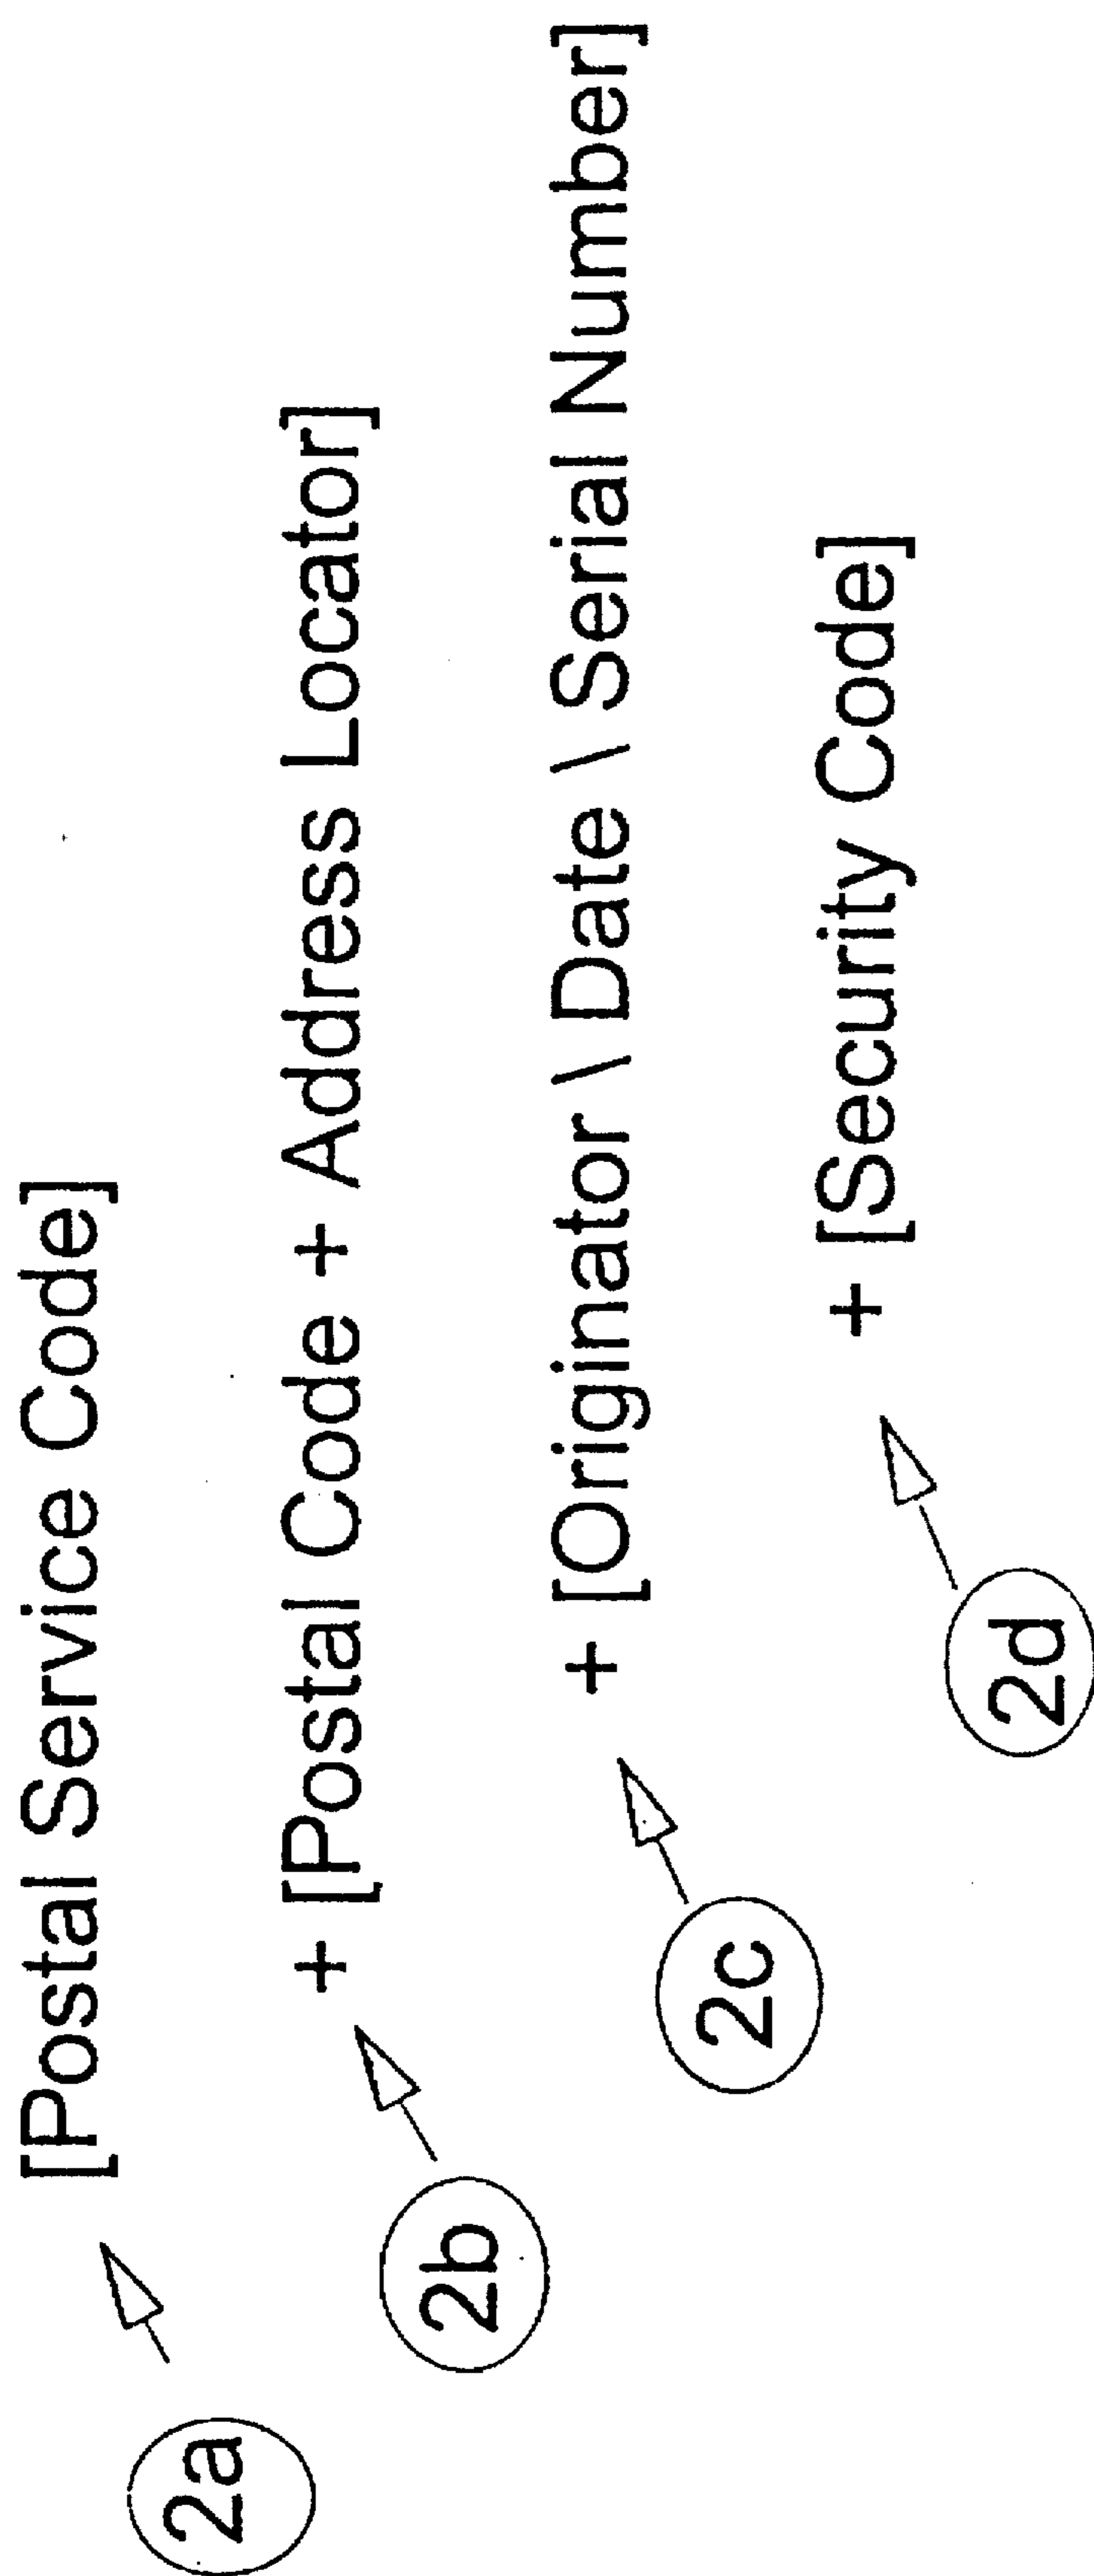 [Postal Service Code]
2a
+ [Postal Code + Address Locator]
2b
+ [Originator \ Date \ Serial Number]
2c
+ [Security Code]
2d